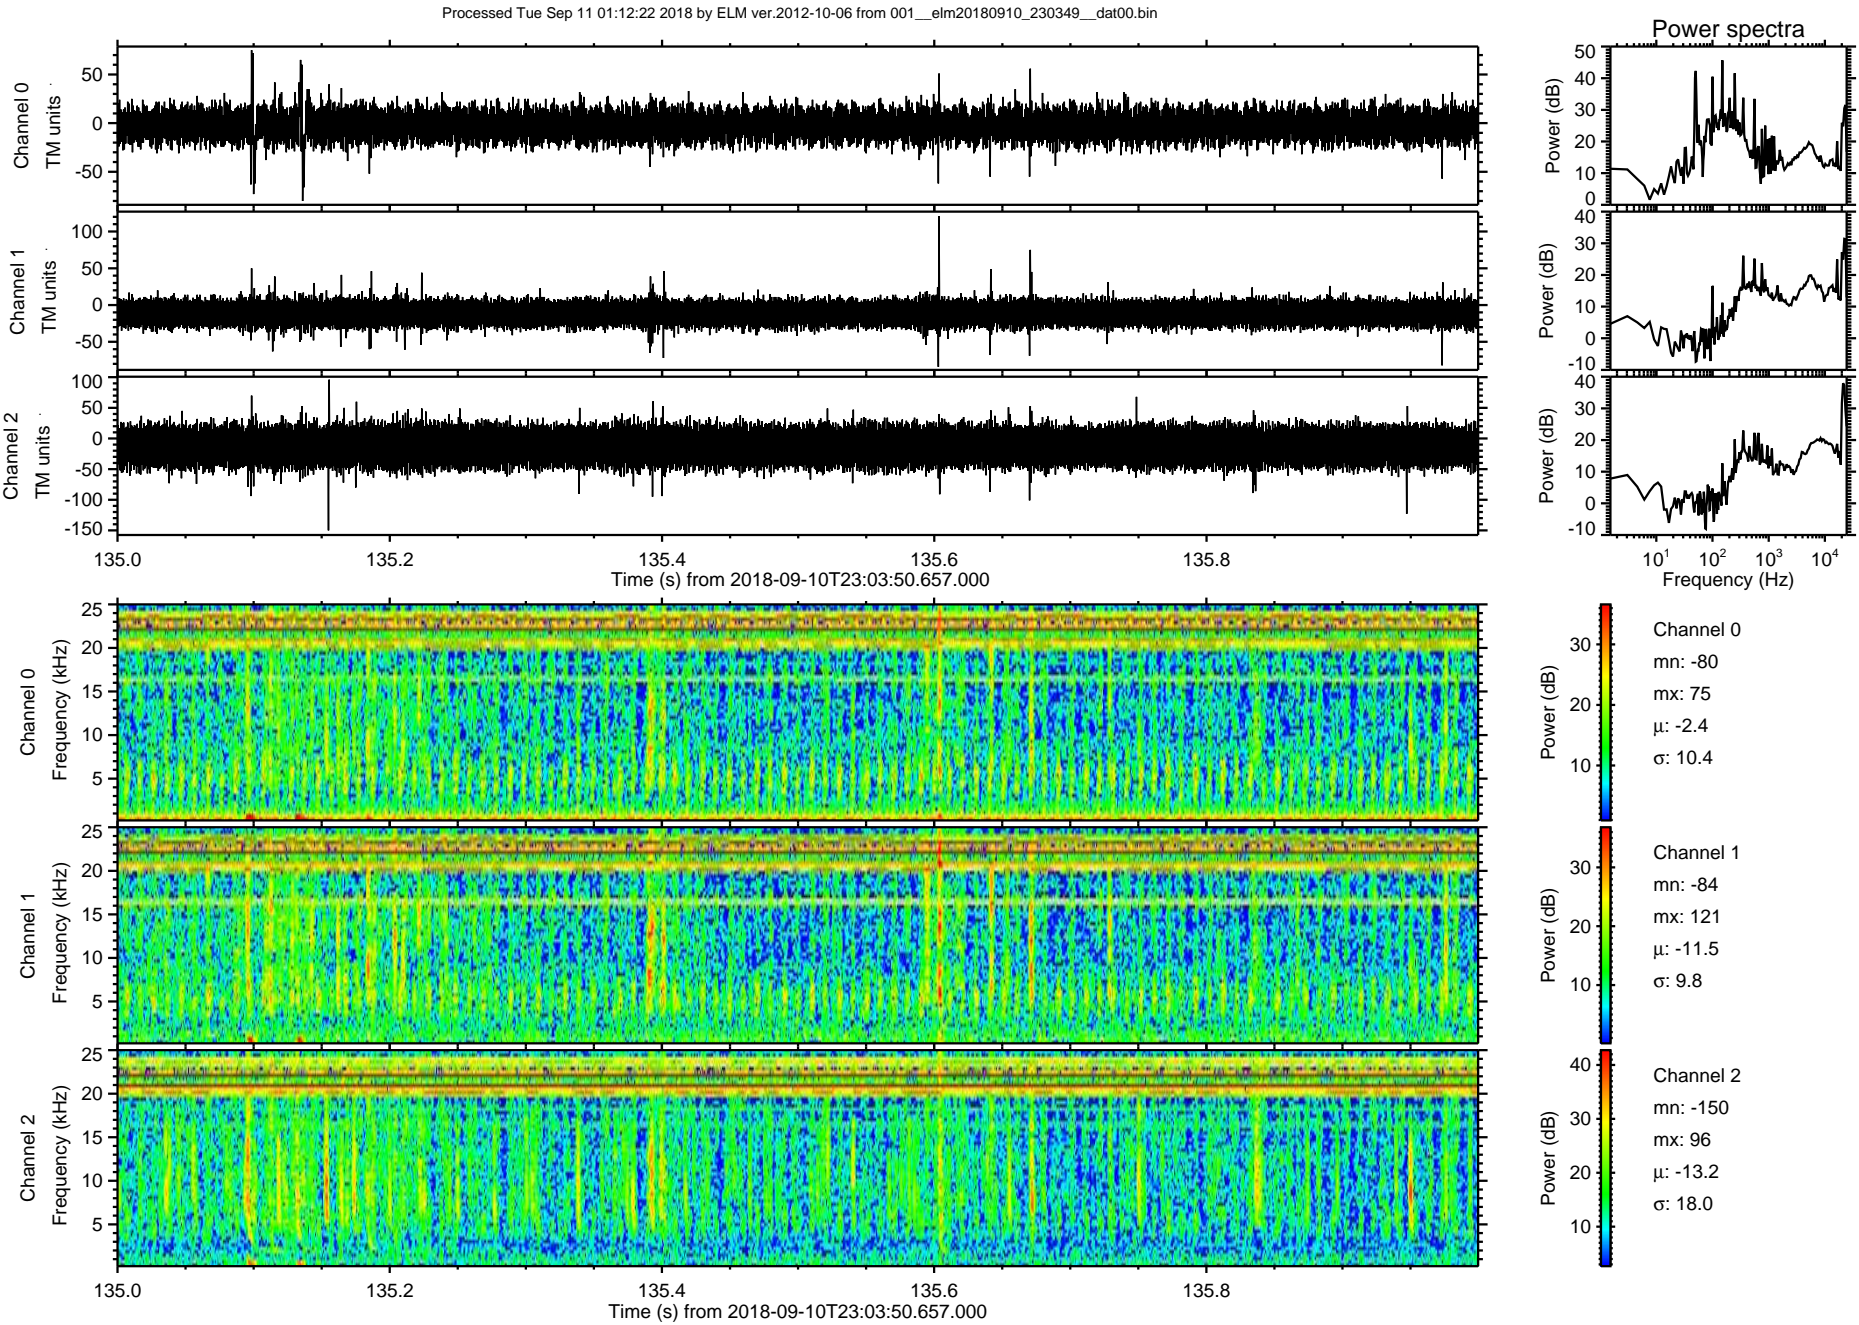 Processed Tue Sep 11 01:12:22 2018 by ELM ver.2012-10-06 from 001__elm20180910_230349__dat00.bin
Power spectra
Channel 0
TM units
50
0
-50
Power (dB)
50
40
30
20
10
0
Channel 1
TM units
100
50
0
-50
Power (dB)
40
30
20
10
0
-10
Channel 2
TM units
100
50
0
-50
-100
-150
Power (dB)
40
30
20
10
0
-10
135.0 135.2 135.4 135.6 135.8
Time (s) from 2018-09-10T23:03:50.657.000
10^1 10^2 10^3 10^4
Frequency (Hz)
Channel 0
Frequency (kHz)
25
20
15
10
5
Power (dB)
30
20
10
Channel 0
mn: -80
mx: 75
μ: -2.4
σ: 10.4
Channel 1
Frequency (kHz)
25
20
15
10
5
Power (dB)
30
20
10
Channel 1
mn: -84
mx: 121
μ: -11.5
σ: 9.8
Channel 2
Frequency (kHz)
25
20
15
10
5
Power (dB)
40
30
20
10
Channel 2
mn: -150
mx: 96
μ: -13.2
σ: 18.0
135.0 135.2 135.4 135.6 135.8
Time (s) from 2018-09-10T23:03:50.657.000